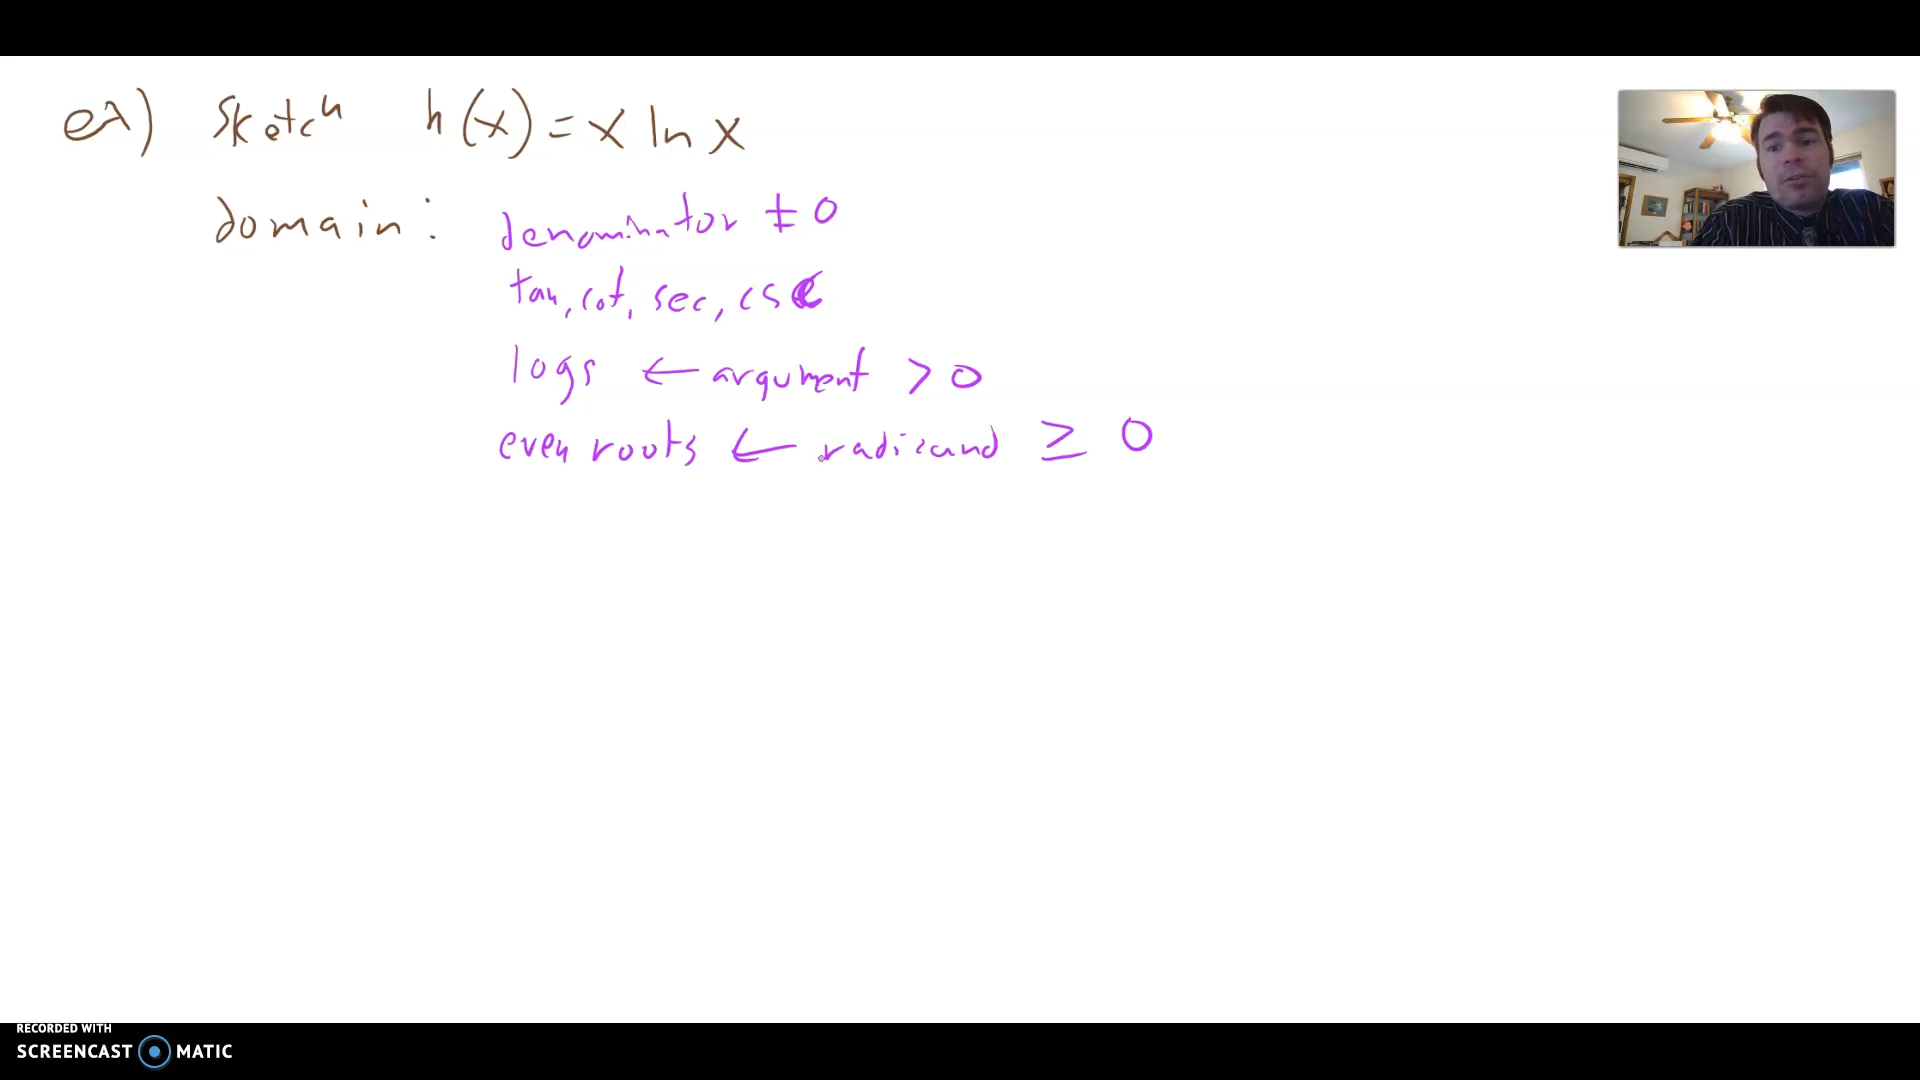 ex) Sketch h(x) = x ln x
domain: denominator ≠ 0
tan, cot, sec, csc
logs ← argument > 0
even roots ← radicand ≥ 0
RECORDED WITH
SCREENCAST MATIC